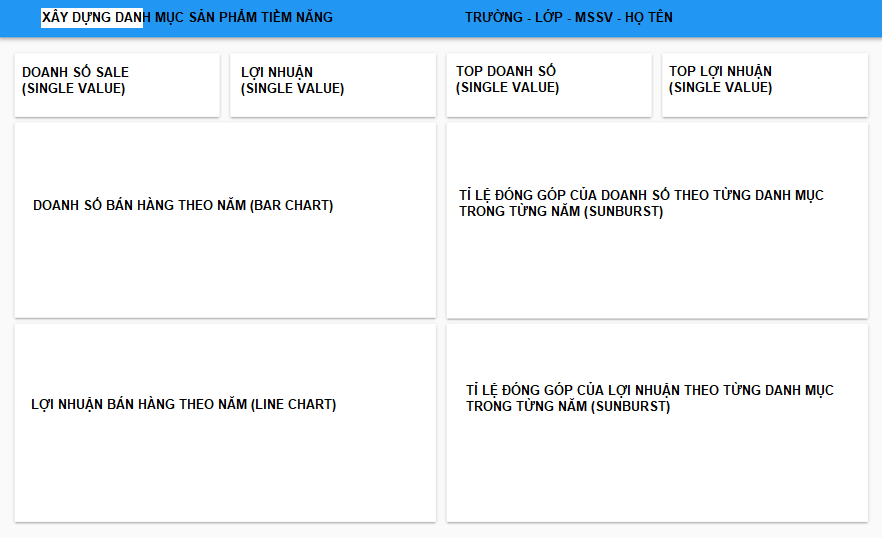 XÂY DỰNG DANH MỤC SẢN PHẨM TIỀM NĂNG
TRƯỜNG - LỚP - MSSV - HỌ TÊN
DOANH SỐ SALE
(SINGLE VALUE)
LỢI NHUẬN
(SINGLE VALUE)
TOP DOANH SỐ
(SINGLE VALUE)
TOP LỢI NHUẬN
(SINGLE VALUE)
DOANH SỐ BÁN HÀNG THEO NĂM (BAR CHART)
TỈ LỆ ĐÓNG GÓP CỦA DOANH SỐ THEO TỪNG DANH MỤC
TRONG TỪNG NĂM (SUNBURST)
LỢI NHUẬN BÁN HÀNG THEO NĂM (LINE CHART)
TỈ LỆ ĐÓNG GÓP CỦA LỢI NHUẬN THEO TỪNG DANH MỤC
TRONG TỪNG NĂM (SUNBURST)